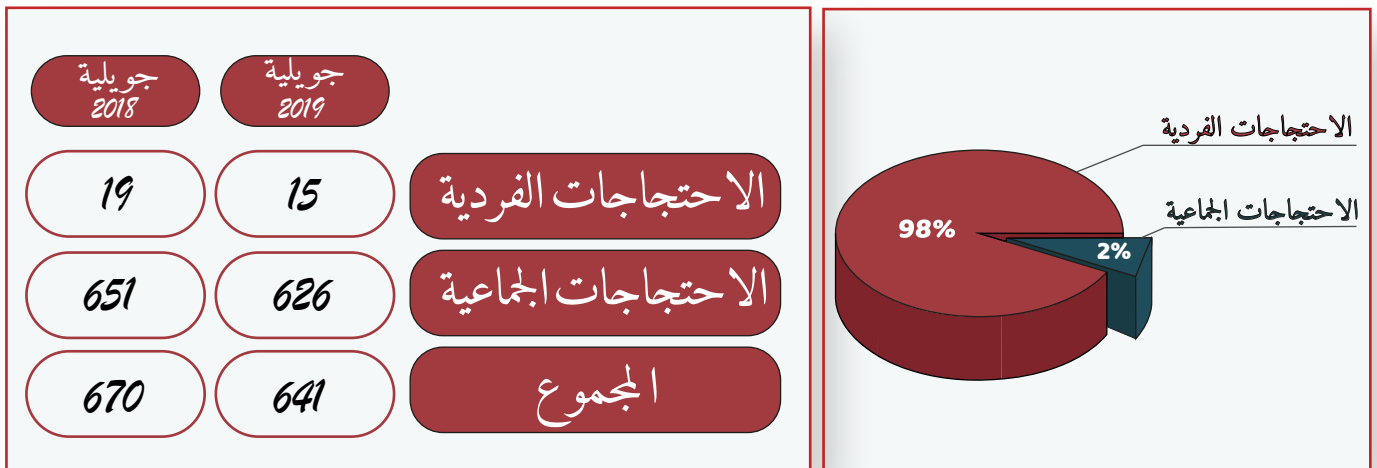 جويلية
2019
جويلية
2018
الاحتجاجات الفردية
15
19
الاحتجاجات الجماعية
626
651
المجموع
641
670
الاحتجاجات الفردية
الاحتجاجات الجماعية
98%
2%